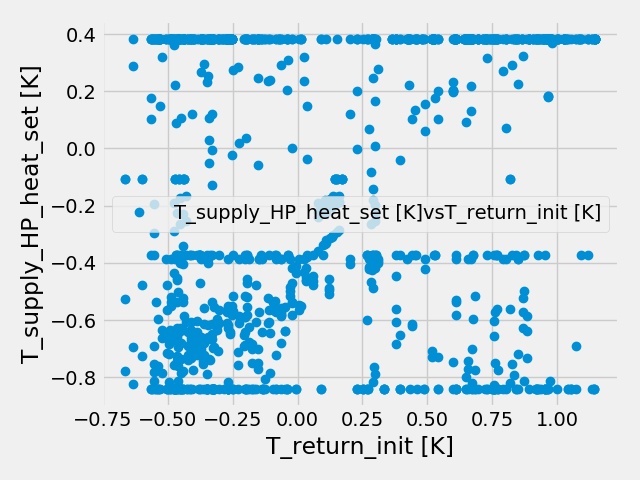 0.4
0.2
0.0
−0.2
−0.4
−0.6
−0.8
T_supply_HP_heat_set [K]
T_supply_HP_heat_set [K]vsT_return_init [K]
−0.75 −0.50 −0.25 0.00 0.25 0.50 0.75 1.00
T_return_init [K]